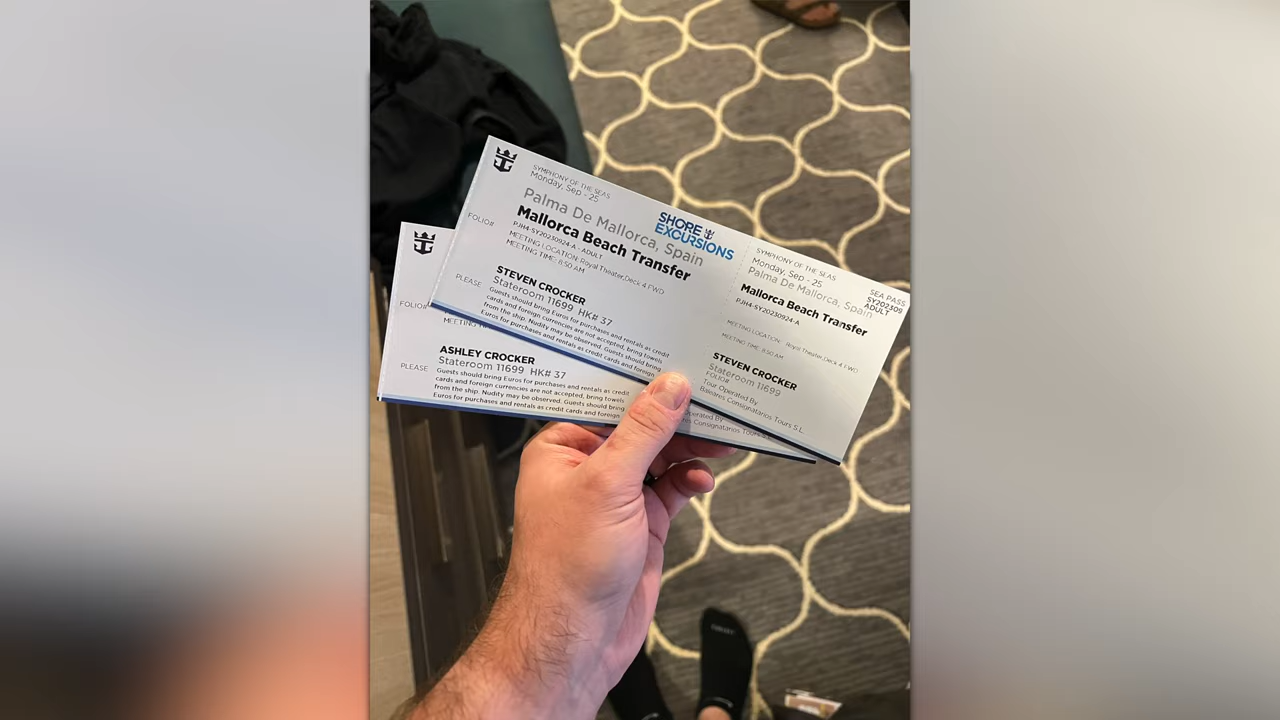 SYMPHONY OF THE SEAS
Monday, Sep - 25
Palma De Mallorca, Spain
Mallorca Beach Transfer
PJH4-SY20230924-A - ADULT
MEETING LOCATION: Royal Theater,Deck 4 FWD
MEETING TIME: 8:50 AM
FOLIO#
STEVEN CROCKER
Stateroom 11699 HK# 37
PLEASE
Guests should bring Euros for purchases and rentals as credit
cards and foreign currencies are not accepted, bring towels
from the ship. Nudity may be observed. Guests should bring
Euros for purchases and rentals as credit cards and foreign
SHORE
EXCURSIONS
SYMPHONY OF THE SEAS
Monday, Sep - 25
Palma De Mallorca, Spain
Mallorca Beach Transfer
PJH4-SY20230924-A
SEA PASS
SY202309
ADULT
MEETING LOCATION: Royal Theater,Deck 4 FWD
MEETING TIME: 8:50 AM
STEVEN CROCKER
Stateroom 11699
FOLIO#
Tour Operated By
Baleares Consignatarios Tours S.L.
FOLIO#
ASHLEY CROCKER
Stateroom 11699 HK# 37
PLEASE
Guests should bring Euros for purchases and rentals as credit
cards and foreign currencies are not accepted, bring towels
from the ship. Nudity may be observed. Guests should bring
Euros for purchases and rentals as credit cards and foreign
Operated By
Consignatarios Tours S.L.